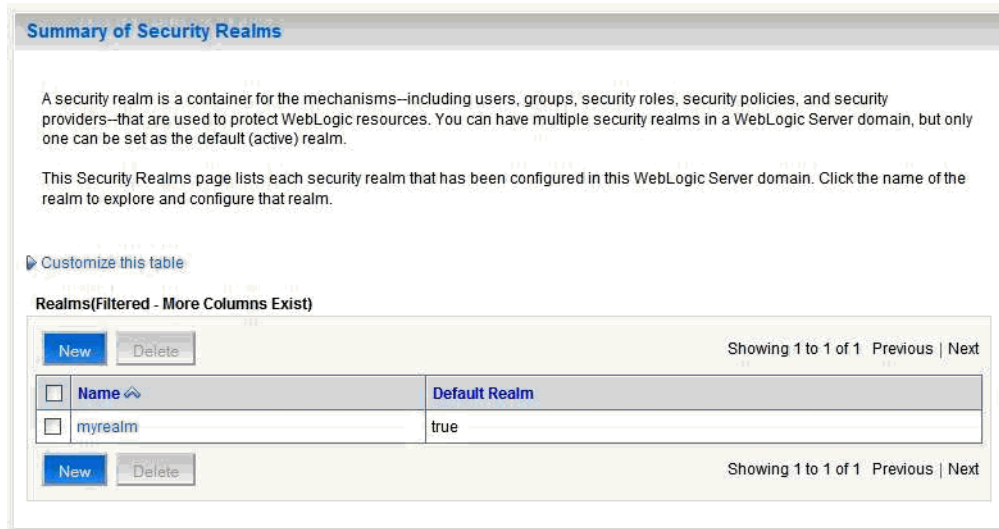 Summary of Security Realms
A security realm is a container for the mechanisms--including users, groups, security roles, security policies, and security
providers--that are used to protect WebLogic resources. You can have multiple security realms in a WebLogic Server domain, but only
one can be set as the default (active) realm.
This Security Realms page lists each security realm that has been configured in this WebLogic Server domain. Click the name of the
realm to explore and configure that realm.
Customize this table
Realms(Filtered - More Columns Exist)
New Delete Showing 1 to 1 of 1 Previous | Next
Name Default Realm
myrealm true
New Delete Showing 1 to 1 of 1 Previous | Next